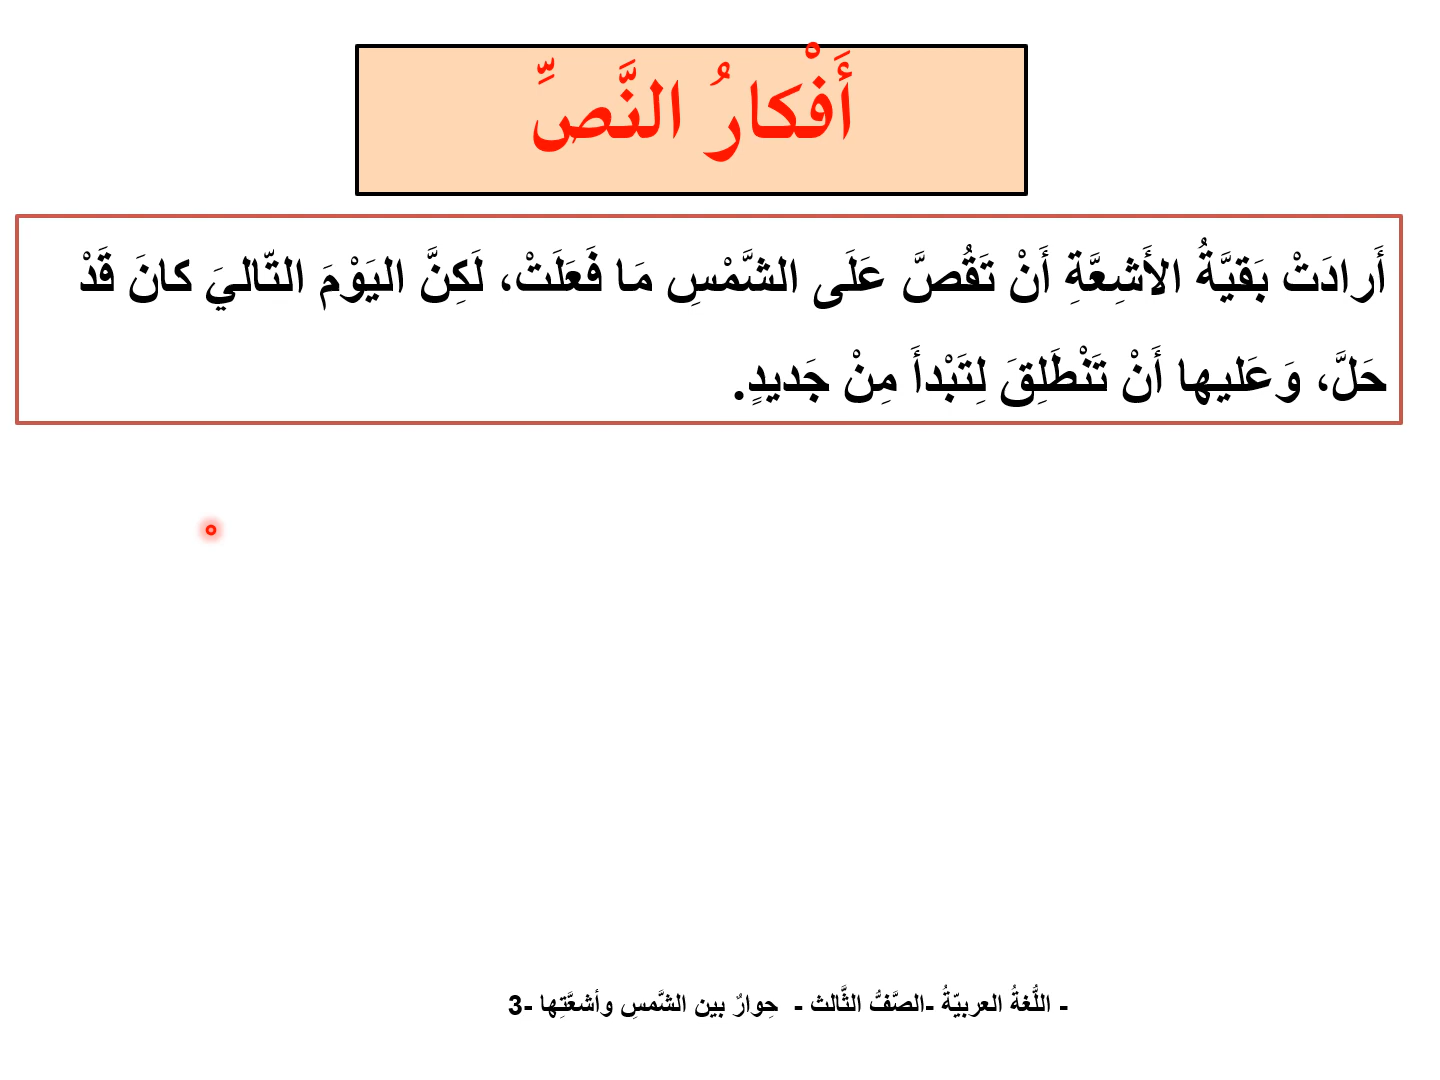 أَفْكارُ النَّصِّ
أَرادَتْ بَقيَّةُ الأَشِعَّةِ أَنْ تَقُصَّ عَلَى الشَّمْسِ مَا فَعَلَتْ، لَكِنَّ اليَوْمَ التّاليَ كانَ قَدْ
حَلَّ، وَعَليها أَنْ تَنْطَلِقَ لِتَبْدأَ مِنْ جَديدٍ.
- اللُّغةُ العربيّةُ -الصَّفُّ الثَّالث - حِوارٌ بين الشَّمسِ وأشعَّتِها -3